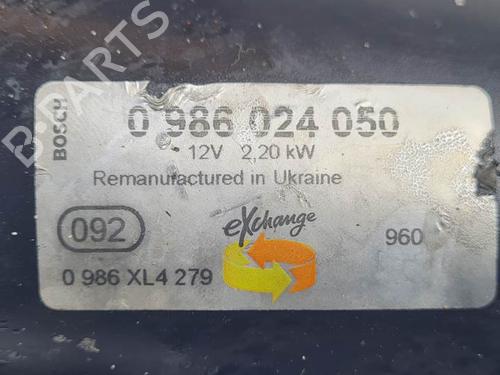 B PARTS
BOSCH
0 986 024 050
12V 2,20 kW
Remanufactured in Ukraine
092
eXchange
960
0 986 XL4 279